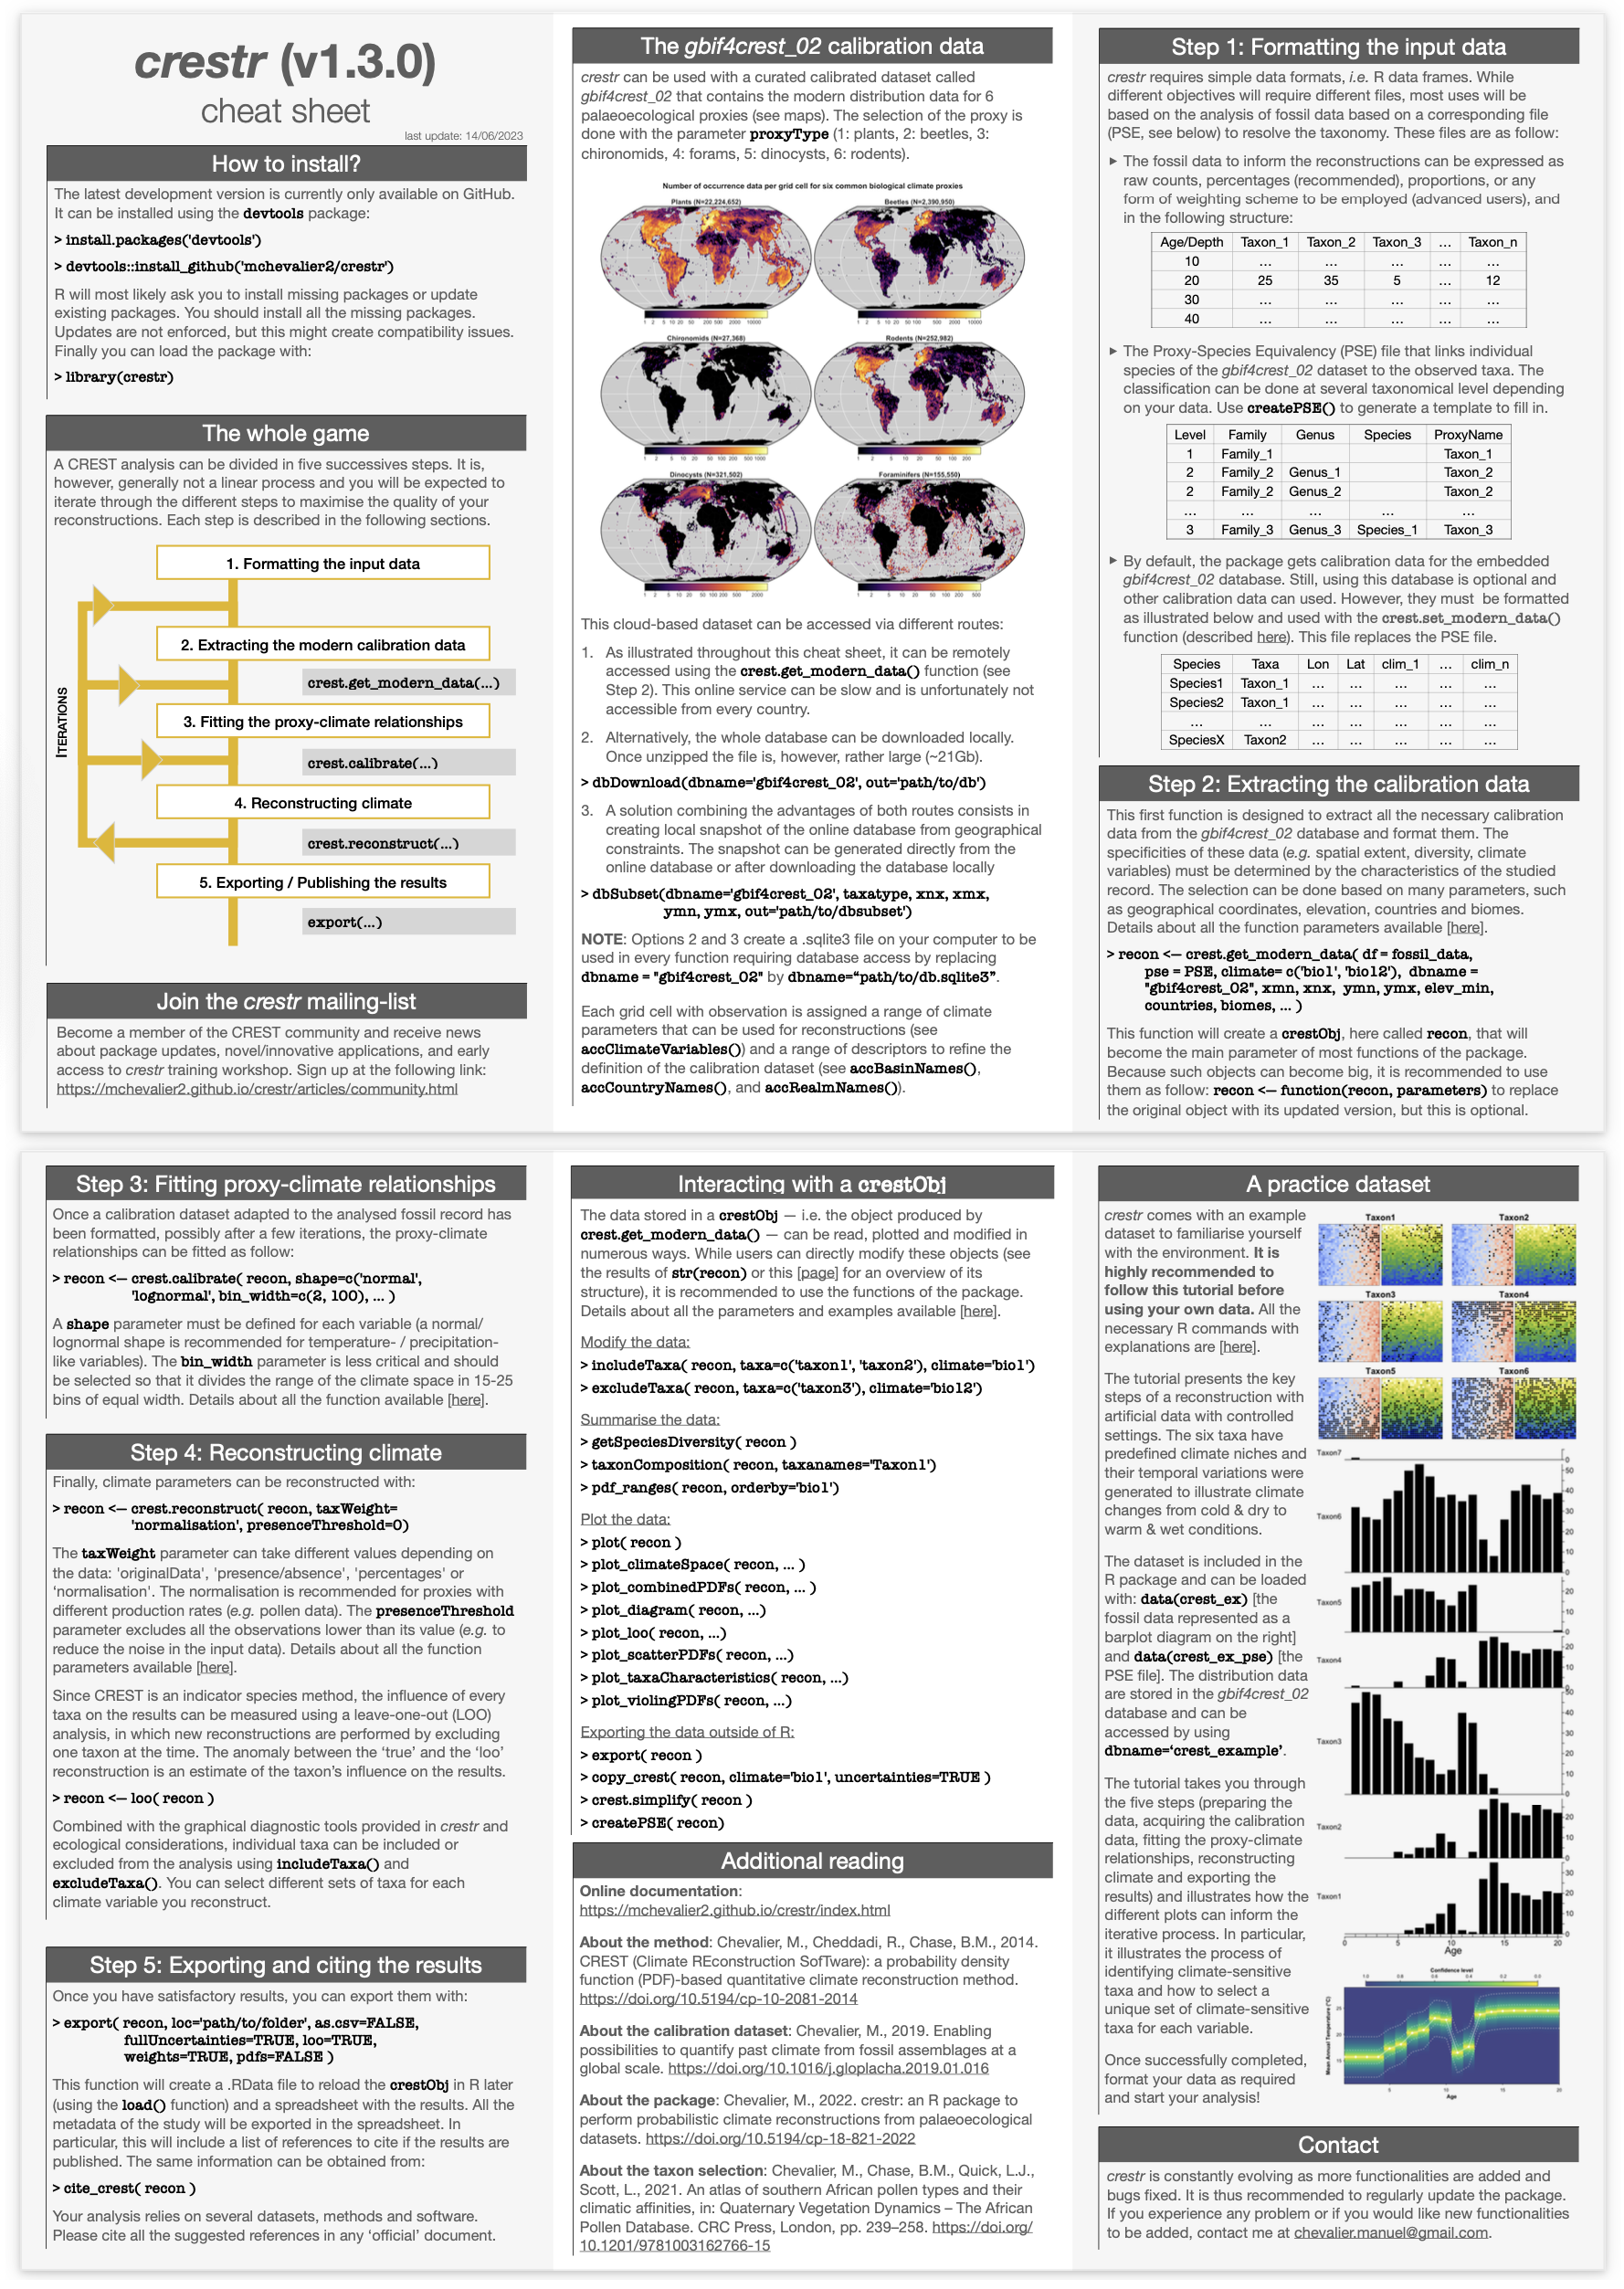 crestr (v1.3.0)
cheat sheet
last update: 14/06/2023
How to install?
The latest development version is currently only available on GitHub.
It can be installed using the devtools package:
> install.packages('devtools')
> devtools::install_github('mchevalier2/crestr')
R will most likely ask you to install missing packages or update
existing packages. You should install all the missing packages.
Updates are not enforced, but this might create compatibility issues.
Finally you can load the package with:
> library(crestr)
The whole game
A CREST analysis can be divided in five successives steps. It is,
however, generally not a linear process and you will be expected to
iterate through the different steps to maximise the quality of your
reconstructions. Each step is described in the following sections.
1. Formatting the input data
2. Extracting the modern calibration data
crest.get_modern_data(...)
3. Fitting the proxy-climate relationships
crest.calibrate(...)
4. Reconstructing climate
crest.reconstruct(...)
5. Exporting / Publishing the results
export(...)
ITERATIONS
Join the crestr mailing-list
Become a member of the CREST community and receive news
about package updates, novel/innovative applications, and early
access to crestr training workshop. Sign up at the following link:
https://mchevalier2.github.io/crestr/articles/community.html
The gbif4crest_02 calibration data
crestr can be used with a curated calibrated dataset called
gbif4crest_02 that contains the modern distribution data for 6
palaeoecological proxies (see maps). The selection of the proxy is
done with the parameter proxyType (1: plants, 2: beetles, 3:
chironomids, 4: forams, 5: dinocysts, 6: rodents).
Number of occurrence data per grid cell for six common biological climate proxies
Plants (N=22,224,652) Beetles (N=2,390,950)
1 2 5 10 20 50 200 500 2000 10000
Chironomids (N=27,368) Rodents (N=252,982)
Dinocysts (N=321,502) Foraminifers (N=155,550)
This cloud-based dataset can be accessed via different routes:
1. As illustrated throughout this cheat sheet, it can be remotely
accessed using the crest.get_modern_data() function (see
Step 2). This online service can be slow and is unfortunately not
accessible from every country.
2. Alternatively, the whole database can be downloaded locally.
Once unzipped the file is, however, rather large (~21Gb).
> dbDownload(dbname='gbif4crest_02', out='path/to/db')
3. A solution combining the advantages of both routes consists in
creating local snapshot of the online database from geographical
constraints. The snapshot can be generated directly from the
online database or after downloading the database locally
> dbSubset(dbname='gbif4crest_02', taxatype, xnx, xmx,
ymn, ymx, out='path/to/dbsubset')
NOTE: Options 2 and 3 create a .sqlite3 file on your computer to be
used in every function requiring database access by replacing
dbname = "gbif4crest_02" by dbname=“path/to/db.sqlite3”.
Each grid cell with observation is assigned a range of climate
parameters that can be used for reconstructions (see
accClimateVariables()) and a range of descriptors to refine the
definition of the calibration dataset (see accBasinNames(),
accCountryNames(), and accRealmNames()).
Step 1: Formatting the input data
crestr requires simple data formats, i.e. R data frames. While
different objectives will require different files, most uses will be
based on the analysis of fossil data based on a corresponding file
(PSE, see below) to resolve the taxonomy. These files are as follow:
▸ The fossil data to inform the reconstructions can be expressed as
raw counts, percentages (recommended), proportions, or any
form of weighting scheme to be employed (advanced users), and
in the following structure:
Age/Depth Taxon_1 Taxon_2 Taxon_3 ... Taxon_n
10 ... ... ... ... ...
20 25 35 5 ... 12
30 ... ... ... ... ...
40 ... ... ... ... ...
▸ The Proxy-Species Equivalency (PSE) file that links individual
species of the gbif4crest_02 dataset to the observed taxa. The
classification can be done at several taxonomical level depending
on your data. Use createPSE() to generate a template to fill in.
Level Family Genus Species ProxyName
1 Family_1 Taxon_1
2 Family_2 Genus_1 Taxon_2
2 Family_2 Genus_2 Taxon_2
... ... ... ... ...
3 Family_3 Genus_3 Species_1 Taxon_3
▸ By default, the package gets calibration data for the embedded
gbif4crest_02 database. Still, using this database is optional and
other calibration data can used. However, they must be formatted
as illustrated below and used with the crest.set_modern_data()
function (described here). This file replaces the PSE file.
Species Taxa Lon Lat clim_1 ... clim_n
Species1 Taxon_1 ... ... ... ... ...
Species2 Taxon_1 ... ... ... ... ...
... ... ... ... ... ... ...
SpeciesX Taxon2 ... ... ... ... ...
Step 2: Extracting the calibration data
This first function is designed to extract all the necessary calibration
data from the gbif4crest_02 database and format them. The
specificities of these data (e.g. spatial extent, diversity, climate
variables) must be determined by the characteristics of the studied
record. The selection can be done based on many parameters, such
as geographical coordinates, elevation, countries and biomes.
Details about all the function parameters available [here].
> recon <– crest.get_modern_data( df = fossil_data,
pse = PSE, climate= c('bio1', 'bio12'), dbname =
"gbif4crest_02", xmn, xnx, ymn, ymx, elev_min,
countries, biomes, ... )
This function will create a crestObj, here called recon, that will
become the main parameter of most functions of the package.
Because such objects can become big, it is recommended to use
them as follow: recon <– function(recon, parameters) to replace
the original object with its updated version, but this is optional.
Step 3: Fitting proxy-climate relationships
Once a calibration dataset adapted to the analysed fossil record has
been formatted, possibly after a few iterations, the proxy-climate
relationships can be fitted as follow:
> recon <– crest.calibrate( recon, shape=c('normal',
'lognormal', bin_width=c(2, 100), ... )
A shape parameter must be defined for each variable (a normal/
lognormal shape is recommended for temperature- / precipitation-
like variables). The bin_width parameter is less critical and should
be selected so that it divides the range of the climate space in 15-25
bins of equal width. Details about all the function available [here].
Step 4: Reconstructing climate
Finally, climate parameters can be reconstructed with:
> recon <– crest.reconstruct( recon, taxWeight=
'normalisation', presenceThreshold=0)
The taxWeight parameter can take different values depending on
the data: 'originalData', 'presence/absence', 'percentages' or
'normalisation'. The normalisation is recommended for proxies with
different production rates (e.g. pollen data). The presenceThreshold
parameter excludes all the observations lower than its value (e.g. to
reduce the noise in the input data). Details about all the function
parameters available [here].
Since CREST is an indicator species method, the influence of every
taxa on the results can be measured using a leave-one-out (LOO)
analysis, in which new reconstructions are performed by excluding
one taxon at the time. The anomaly between the ‘true’ and the ‘loo’
reconstruction is an estimate of the taxon’s influence on the results.
> recon <– loo( recon )
Combined with the graphical diagnostic tools provided in crestr and
ecological considerations, individual taxa can be included or
excluded from the analysis using includeTaxa() and
excludeTaxa(). You can select different sets of taxa for each
climate variable you reconstruct.
Step 5: Exporting and citing the results
Once you have satisfactory results, you can export them with:
> export( recon, loc='path/to/folder', as.csv=FALSE,
fullUncertainties=TRUE, loo=TRUE,
weights=TRUE, pdfs=FALSE )
This function will create a .RData file to reload the crestObj in R later
(using the load() function) and a spreadsheet with the results. All the
metadata of the study will be exported in the spreadsheet. In
particular, this will include a list of references to cite if the results are
published. The same information can be obtained from:
> cite_crest( recon )
Your analysis relies on several datasets, methods and software.
Please cite all the suggested references in any ‘official’ document.
Interacting with a crestObj
The data stored in a crestObj — i.e. the object produced by
crest.get_modern_data() — can be read, plotted and modified in
numerous ways. While users can directly modify these objects (see
the results of str(recon) or this [page] for an overview of its
structure), it is recommended to use the functions of the package.
Details about all the parameters and examples available [here].
Modify the data:
> includeTaxa( recon, taxa=c('taxon1', 'taxon2'), climate='bio1')
> excludeTaxa( recon, taxa=c('taxon3'), climate='bio12')
Summarise the data:
> getSpeciesDiversity( recon )
> taxonComposition( recon, taxanames='Taxon1')
> pdf_ranges( recon, orderby='bio1')
Plot the data:
> plot( recon )
> plot_climateSpace( recon, ... )
> plot_combinedPDFs( recon, ... )
> plot_diagram( recon, ...)
> plot_loo( recon, ...)
> plot_scatterPDFs( recon, ...)
> plot_taxaCharacteristics( recon, ...)
> plot_violingPDFs( recon, ...)
Exporting the data outside of R:
> export( recon )
> copy_crest( recon, climate='bio1', uncertainties=TRUE )
> crest.simplify( recon )
> createPSE( recon)
Additional reading
Online documentation:
https://mchevalier2.github.io/crestr/index.html
About the method: Chevalier, M., Cheddadi, R., Chase, B.M., 2014.
CREST (Climate REconstruction SofTware): a probability density
function (PDF)-based quantitative climate reconstruction method.
https://doi.org/10.5194/cp-10-2081-2014
About the calibration dataset: Chevalier, M., 2019. Enabling
possibilities to quantify past climate from fossil assemblages at a
global scale. https://doi.org/10.1016/j.gloplacha.2019.01.016
About the package: Chevalier, M., 2022. crestr: an R package to
perform probabilistic climate reconstructions from palaeoecological
datasets. https://doi.org/10.5194/cp-18-821-2022
About the taxon selection: Chevalier, M., Chase, B.M., Quick, L.J.,
Scott, L., 2021. An atlas of southern African pollen types and their
climatic affinities, in: Quaternary Vegetation Dynamics – The African
Pollen Database. CRC Press, London, pp. 239–258. https://doi.org/
10.1201/9781003162766-15
A practice dataset
crestr comes with an example
dataset to familiarise yourself
with the environment. It is
highly recommended to
follow this tutorial before
using your own data. All the
necessary R commands with
explanations are [here].
The tutorial presents the key
steps of a reconstruction with
artificial data with controlled
settings. The six taxa have
predefined climate niches and
their temporal variations were
generated to illustrate climate
changes from cold & dry to
warm & wet conditions.
The dataset is included in the
R package and can be loaded
with: data(crest_ex) [the
fossil data represented as a
barplot diagram on the right]
and data(crest_ex_pse) [the
PSE file]. The distribution data
are stored in the gbif4crest_02
database and can be
accessed by using
dbname=‘crest_example’.
The tutorial takes you through
the five steps (preparing the
data, acquiring the calibration
data, fitting the proxy-climate
relationships, reconstructing
climate and exporting the
results) and illustrates how the
different plots can inform the
iterative process. In particular,
it illustrates the process of
identifying climate-sensitive
taxa and how to select a
unique set of climate-sensitive
taxa for each variable.
Once successfully completed,
format your data as required
and start your analysis!
Taxon1 Taxon2
Taxon3 Taxon4
Taxon5 Taxon6
Taxon7
Taxon6
Taxon5
Taxon4
Taxon3
Taxon2
Taxon1
0 5 10 15 20
Age
Confidence level
Mean Annual Temperature (°C)
5 10 15 20
Age
Contact
crestr is constantly evolving as more functionalities are added and
bugs fixed. It is thus recommended to regularly update the package.
If you experience any problem or if you would like new functionalities
to be added, contact me at chevalier.manuel@gmail.com.